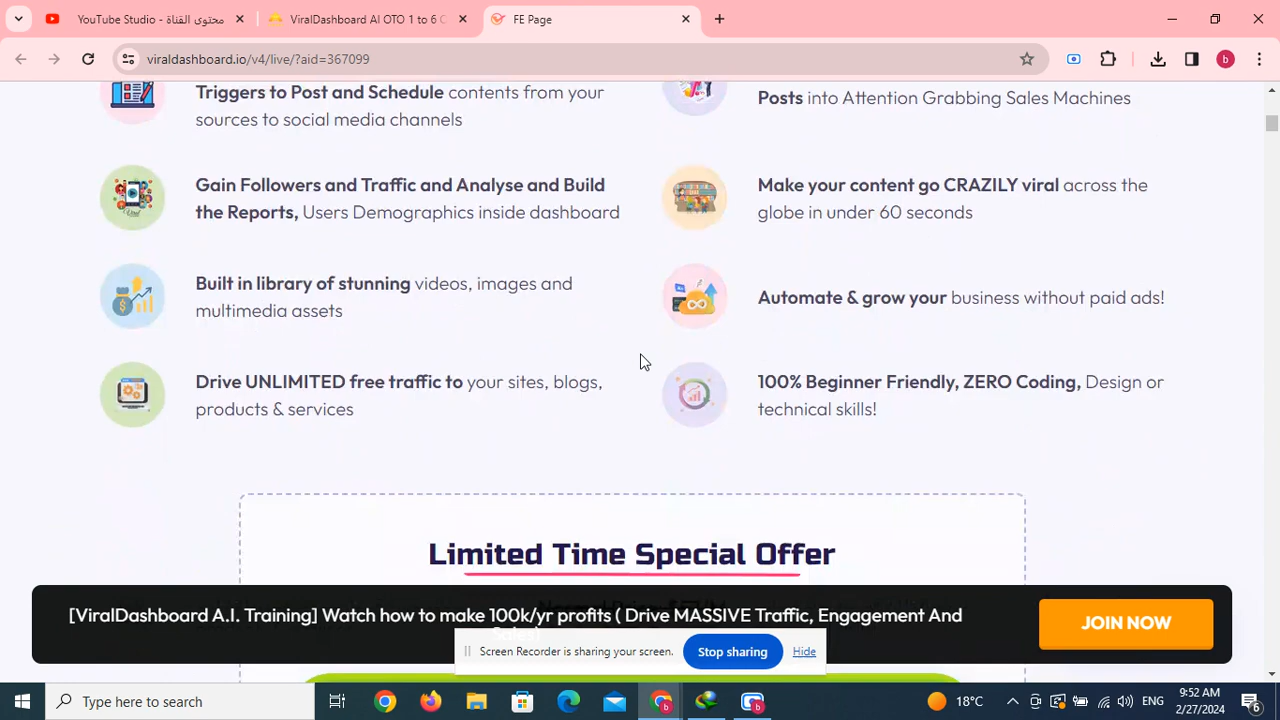 YouTube Studio - محتوى القناة
ViralDashboard AI OTO 1 to 6 O
FE Page
viraldashboard.io/v4/live/?aid=367099
b
Triggers to Post and Schedule contents from your
sources to social media channels
Posts into Attention Grabbing Sales Machines
Gain Followers and Traffic and Analyse and Build
the Reports, Users Demographics inside dashboard
Make your content go CRAZILY viral across the
globe in under 60 seconds
Built in library of stunning videos, images and
multimedia assets
Automate & grow your business without paid ads!
Drive UNLIMITED free traffic to your sites, blogs,
products & services
100% Beginner Friendly, ZERO Coding, Design or
technical skills!
Limited Time Special Offer
[ViralDashboard A.I. Training] Watch how to make 100k/yr profits ( Drive MASSIVE Traffic, Engagement And
JOIN NOW
Screen Recorder is sharing your screen.
Stop sharing
Hide
Type here to search
18°C
ENG
9:52 AM
2/27/2024
6